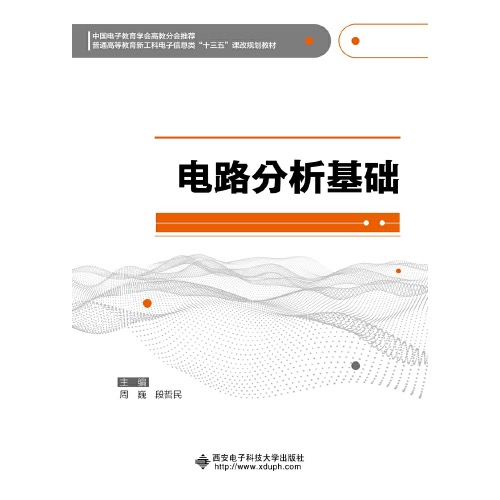 中国电子教育学会高教分会推荐
普通高等教育新工科电子信息类“十三五”课改规划教材
电路分析基础
主 编
周 巍 段哲民
西安电子科技大学出版社
http://www.xduph.com